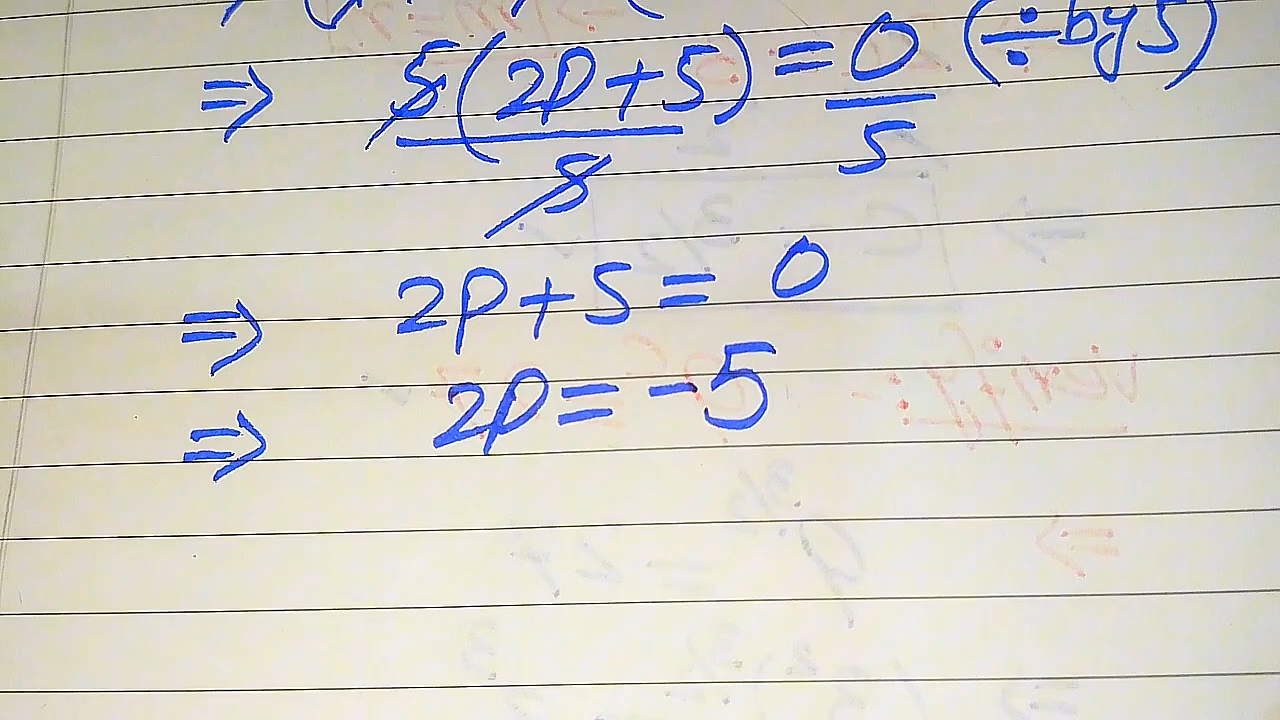 ⇒ 5(2P+5)/5 = 0/5 (÷ by 5)
⇒ 2P+5 = 0
⇒ 2P = -5